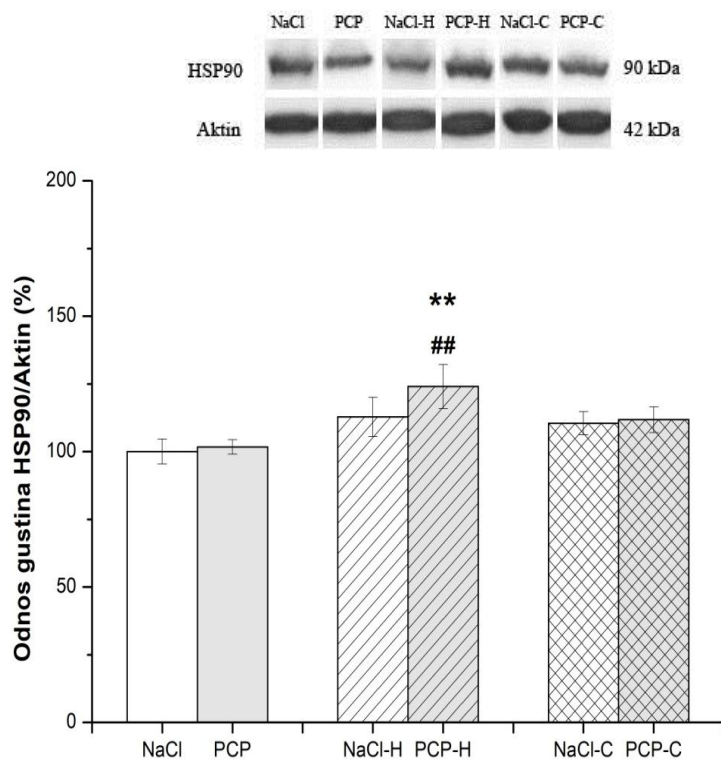 NaCl PCP NaCl-H PCP-H NaCl-C PCP-C
HSP90 90 kDa
Aktin 42 kDa
Odnos gustina HSP90/Aktin (%)
200
150
**
##
100
50
0
NaCl PCP NaCl-H PCP-H NaCl-C PCP-C